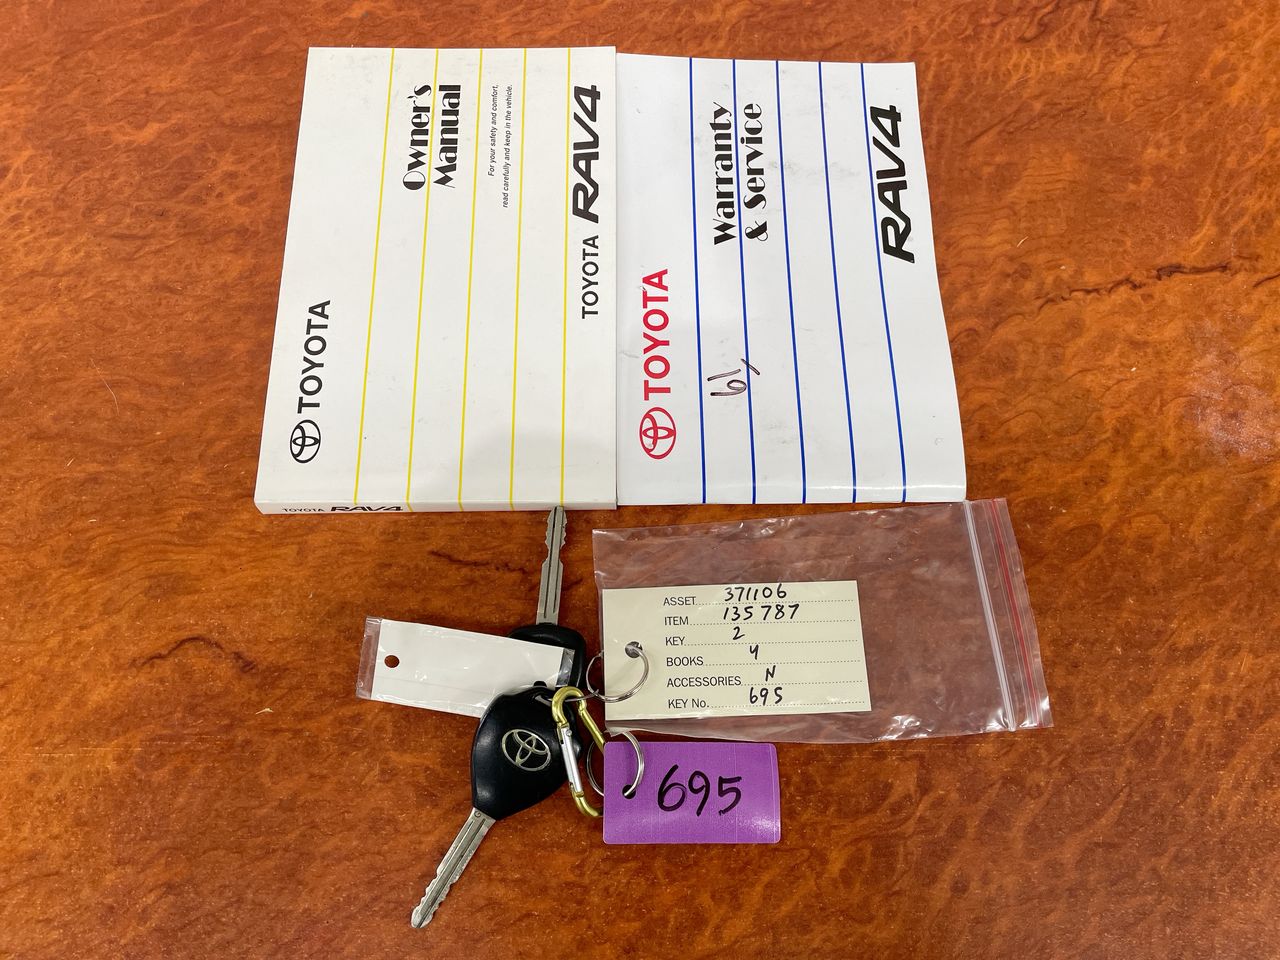 Owner's
Manual
For your safety and comfort,
read carefully and keep in the vehicle.
TOYOTA
TOYOTA RAV4
TOYOTA RAV4
Warranty
& Service
TOYOTA
RAV4
ASSET 371106
ITEM 135787
KEY 2
BOOKS 4
ACCESSORIES N
KEY No. 695
695